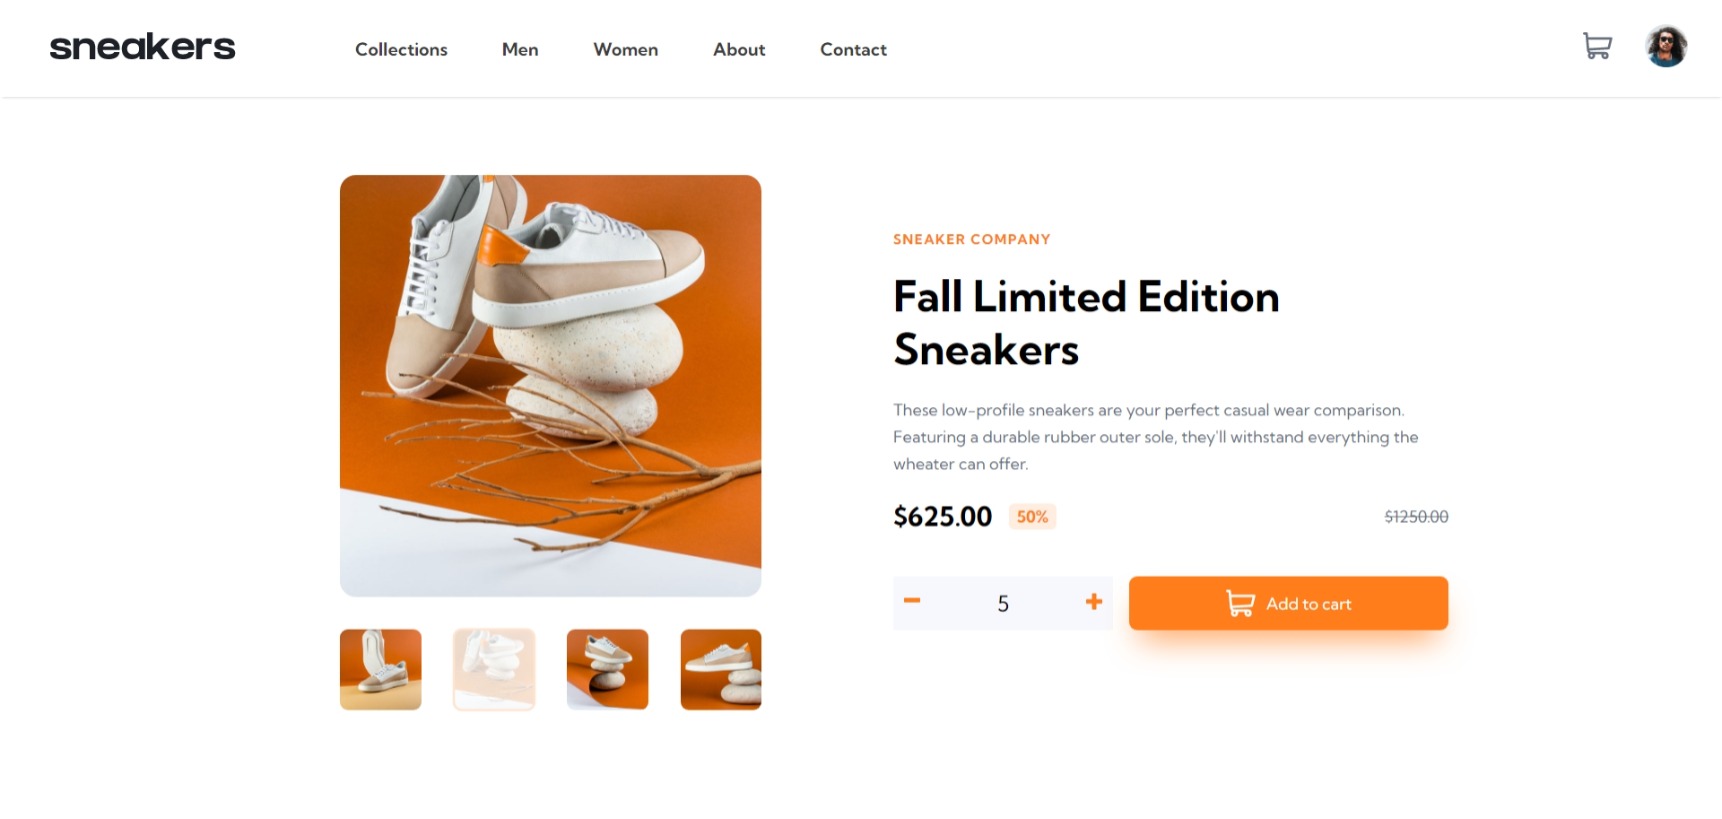 sneakers Collections Men Women About Contact
SNEAKER COMPANY
Fall Limited Edition
Sneakers
These low-profile sneakers are your perfect casual wear comparison.
Featuring a durable rubber outer sole, they'll withstand everything the
wheater can offer.
$625.00 50% $1250.00
5 Add to cart